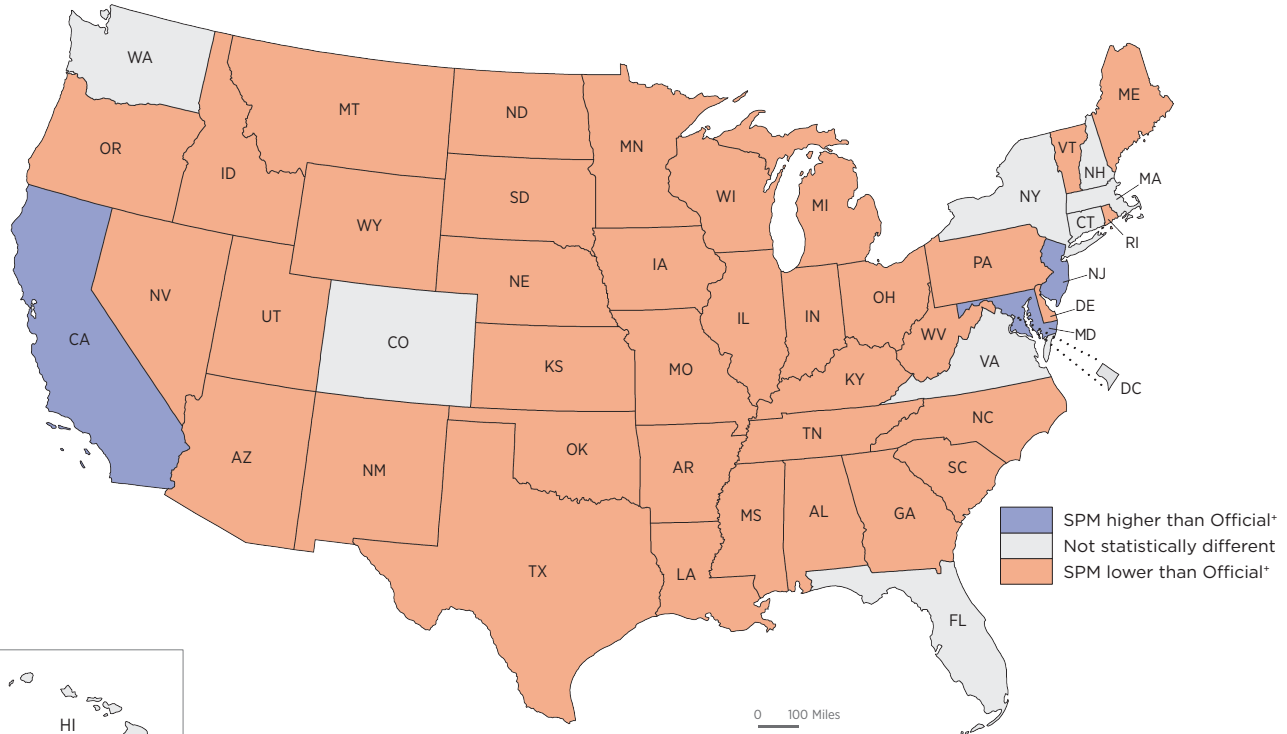 WA
MT
ND
ME
OR
MN
VT
ID
NH
MA
SD
WI
NY
WY
MI
CT
RI
IA
PA
NJ
NE
NV
OH
DE
UT
IL
IN
MD
CA
CO
WV
VA
KS
MO
KY
DC
NC
TN
AZ
OK
NM
AR
SC
MS
AL
GA
SPM higher than Official⁺
Not statistically different
SPM lower than Official⁺
TX
LA
FL
0 100 Miles
HI